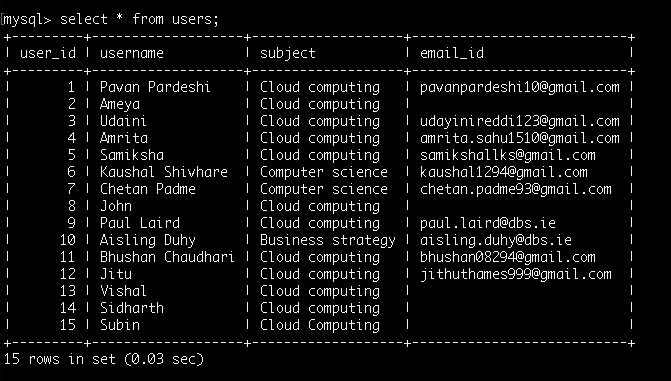 mysql> select * from users;
+---------+-------------------+-------------------+---------------------------+
| user_id | username          | subject           | email_id                  |
+---------+-------------------+-------------------+---------------------------+
|       1 | Pavan Pardeshi    | Cloud computing   | pavanpardeshi10@gmail.com |
|       2 | Ameya             | Cloud computing   |                           |
|       3 | Udaini            | Cloud computing   | udayinireddi123@gmail.com |
|       4 | Amrita            | Cloud computing   | amrita.sahu1510@gmail.com |
|       5 | Samiksha          | Cloud computing   | samikshallks@gmail.com    |
|       6 | Kaushal Shivhare  | Computer science  | kaushal1294@gmail.com     |
|       7 | Chetan Padme      | Computer science  | chetan.padme93@gmail.com  |
|       8 | John              | Cloud computing   |                           |
|       9 | Paul Laird        | Cloud computing   | paul.laird@dbs.ie         |
|      10 | Aisling Duhy      | Business strategy | aisling.duhy@dbs.ie       |
|      11 | Bhushan Chaudhari | Cloud computing   | bhushan08294@gmail.com    |
|      12 | Jitu              | Cloud computing   | jithuthames999@gmail.com  |
|      13 | Vishal            | Cloud computing   |                           |
|      14 | Sidharth          | Cloud computing   |                           |
|      15 | Subin             | Cloud Computing   |                           |
+---------+-------------------+-------------------+---------------------------+
15 rows in set (0.03 sec)